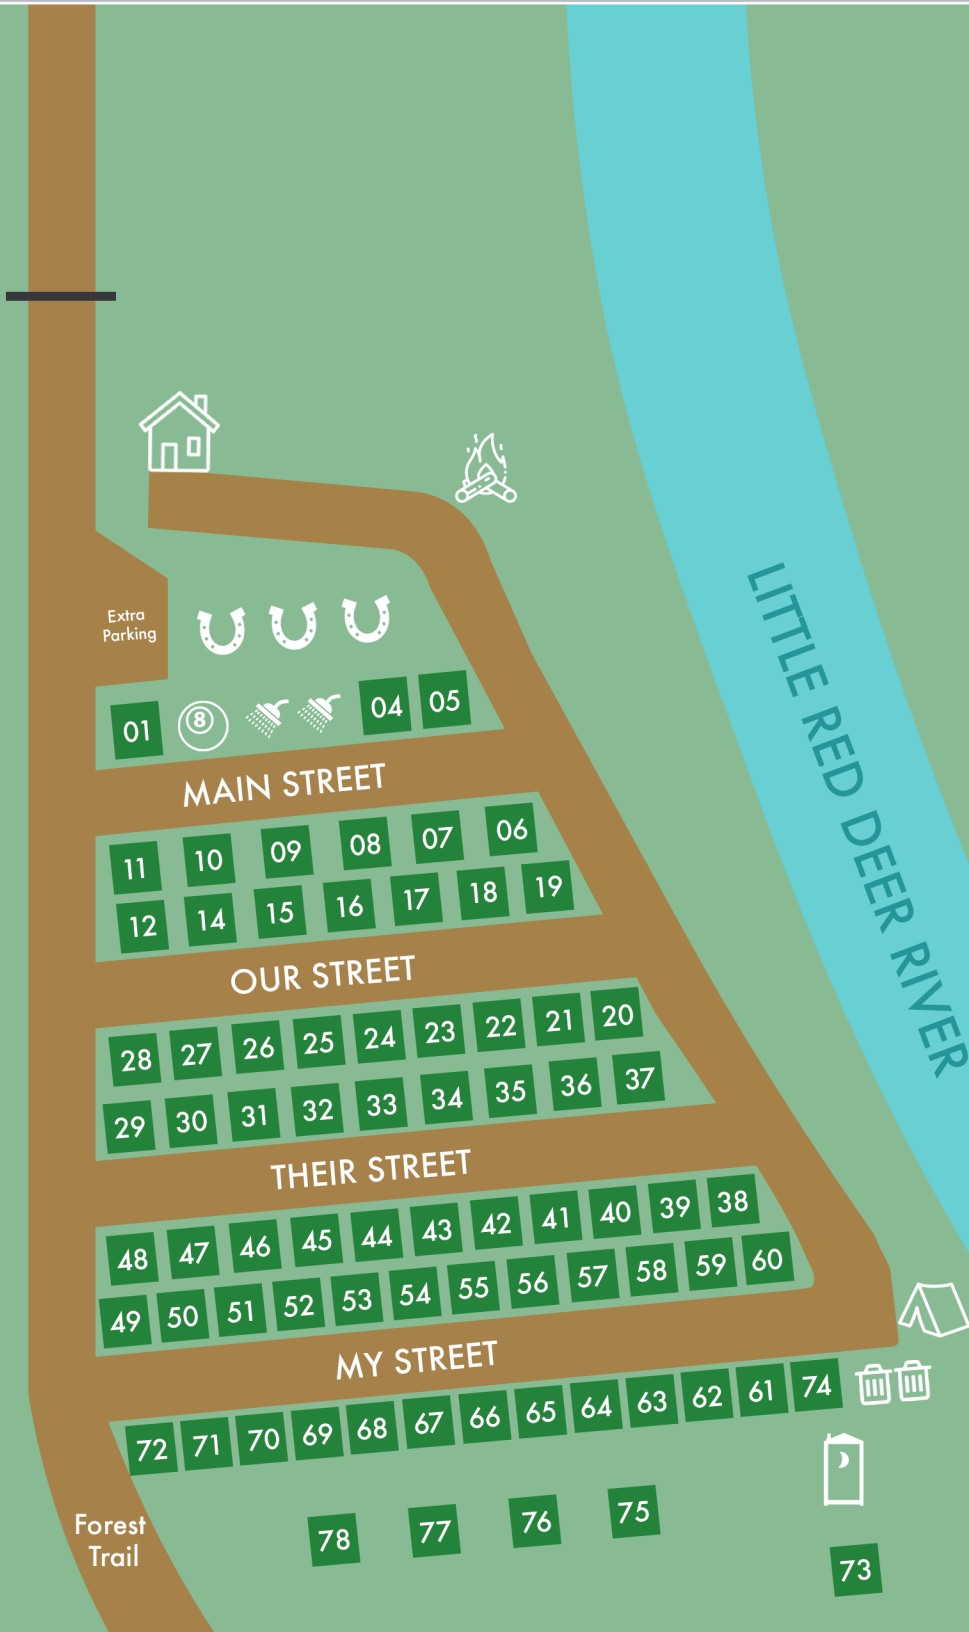 Extra
Parking
01 8 04 05
MAIN STREET
11 10 09 08 07 06
12 14 15 16 17 18 19
OUR STREET
28 27 26 25 24 23 22 21 20
29 30 31 32 33 34 35 36 37
THEIR STREET
48 47 46 45 44 43 42 41 40 39 38
49 50 51 52 53 54 55 56 57 58 59 60
MY STREET
72 71 70 69 68 67 66 65 64 63 62 61 74
Forest
Trail
78 77 76 75
73
LITTLE RED DEER RIVER